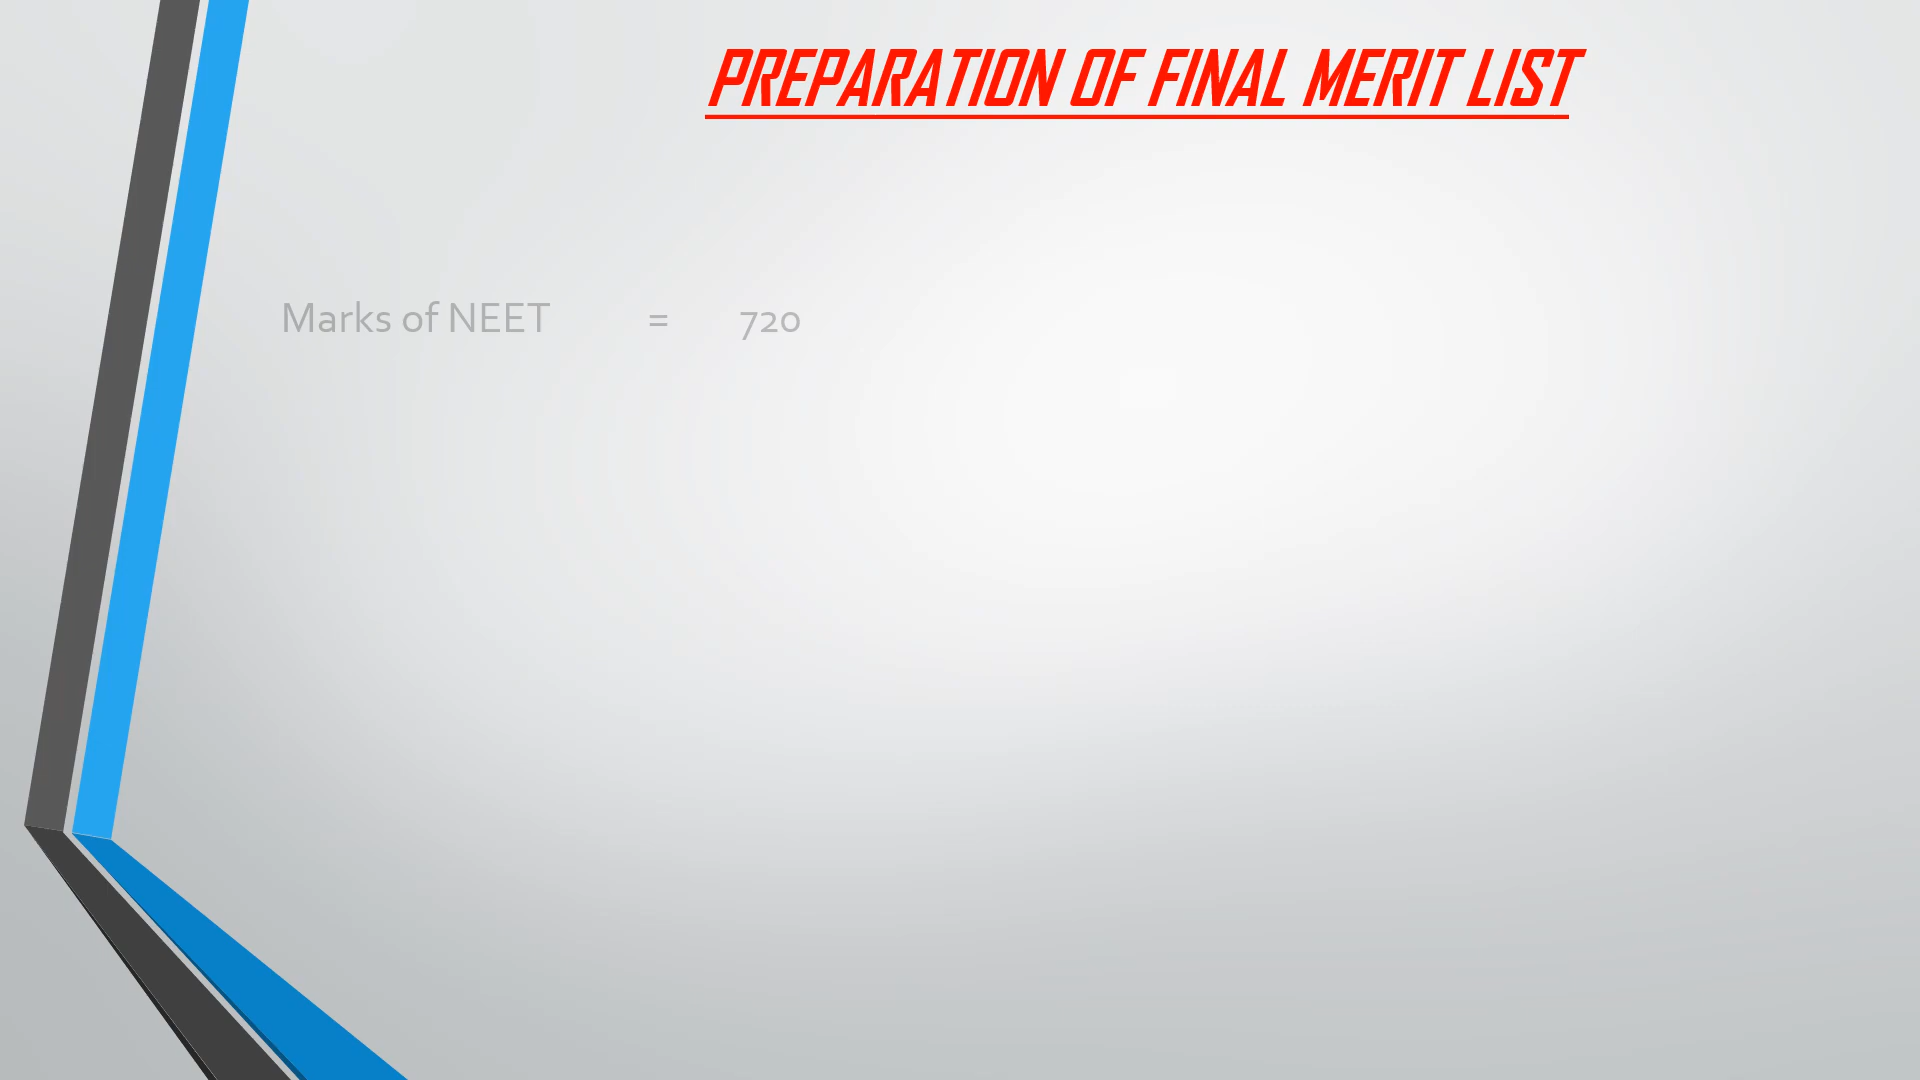 PREPARATION OF FINAL MERIT LIST
Marks of NEET = 720